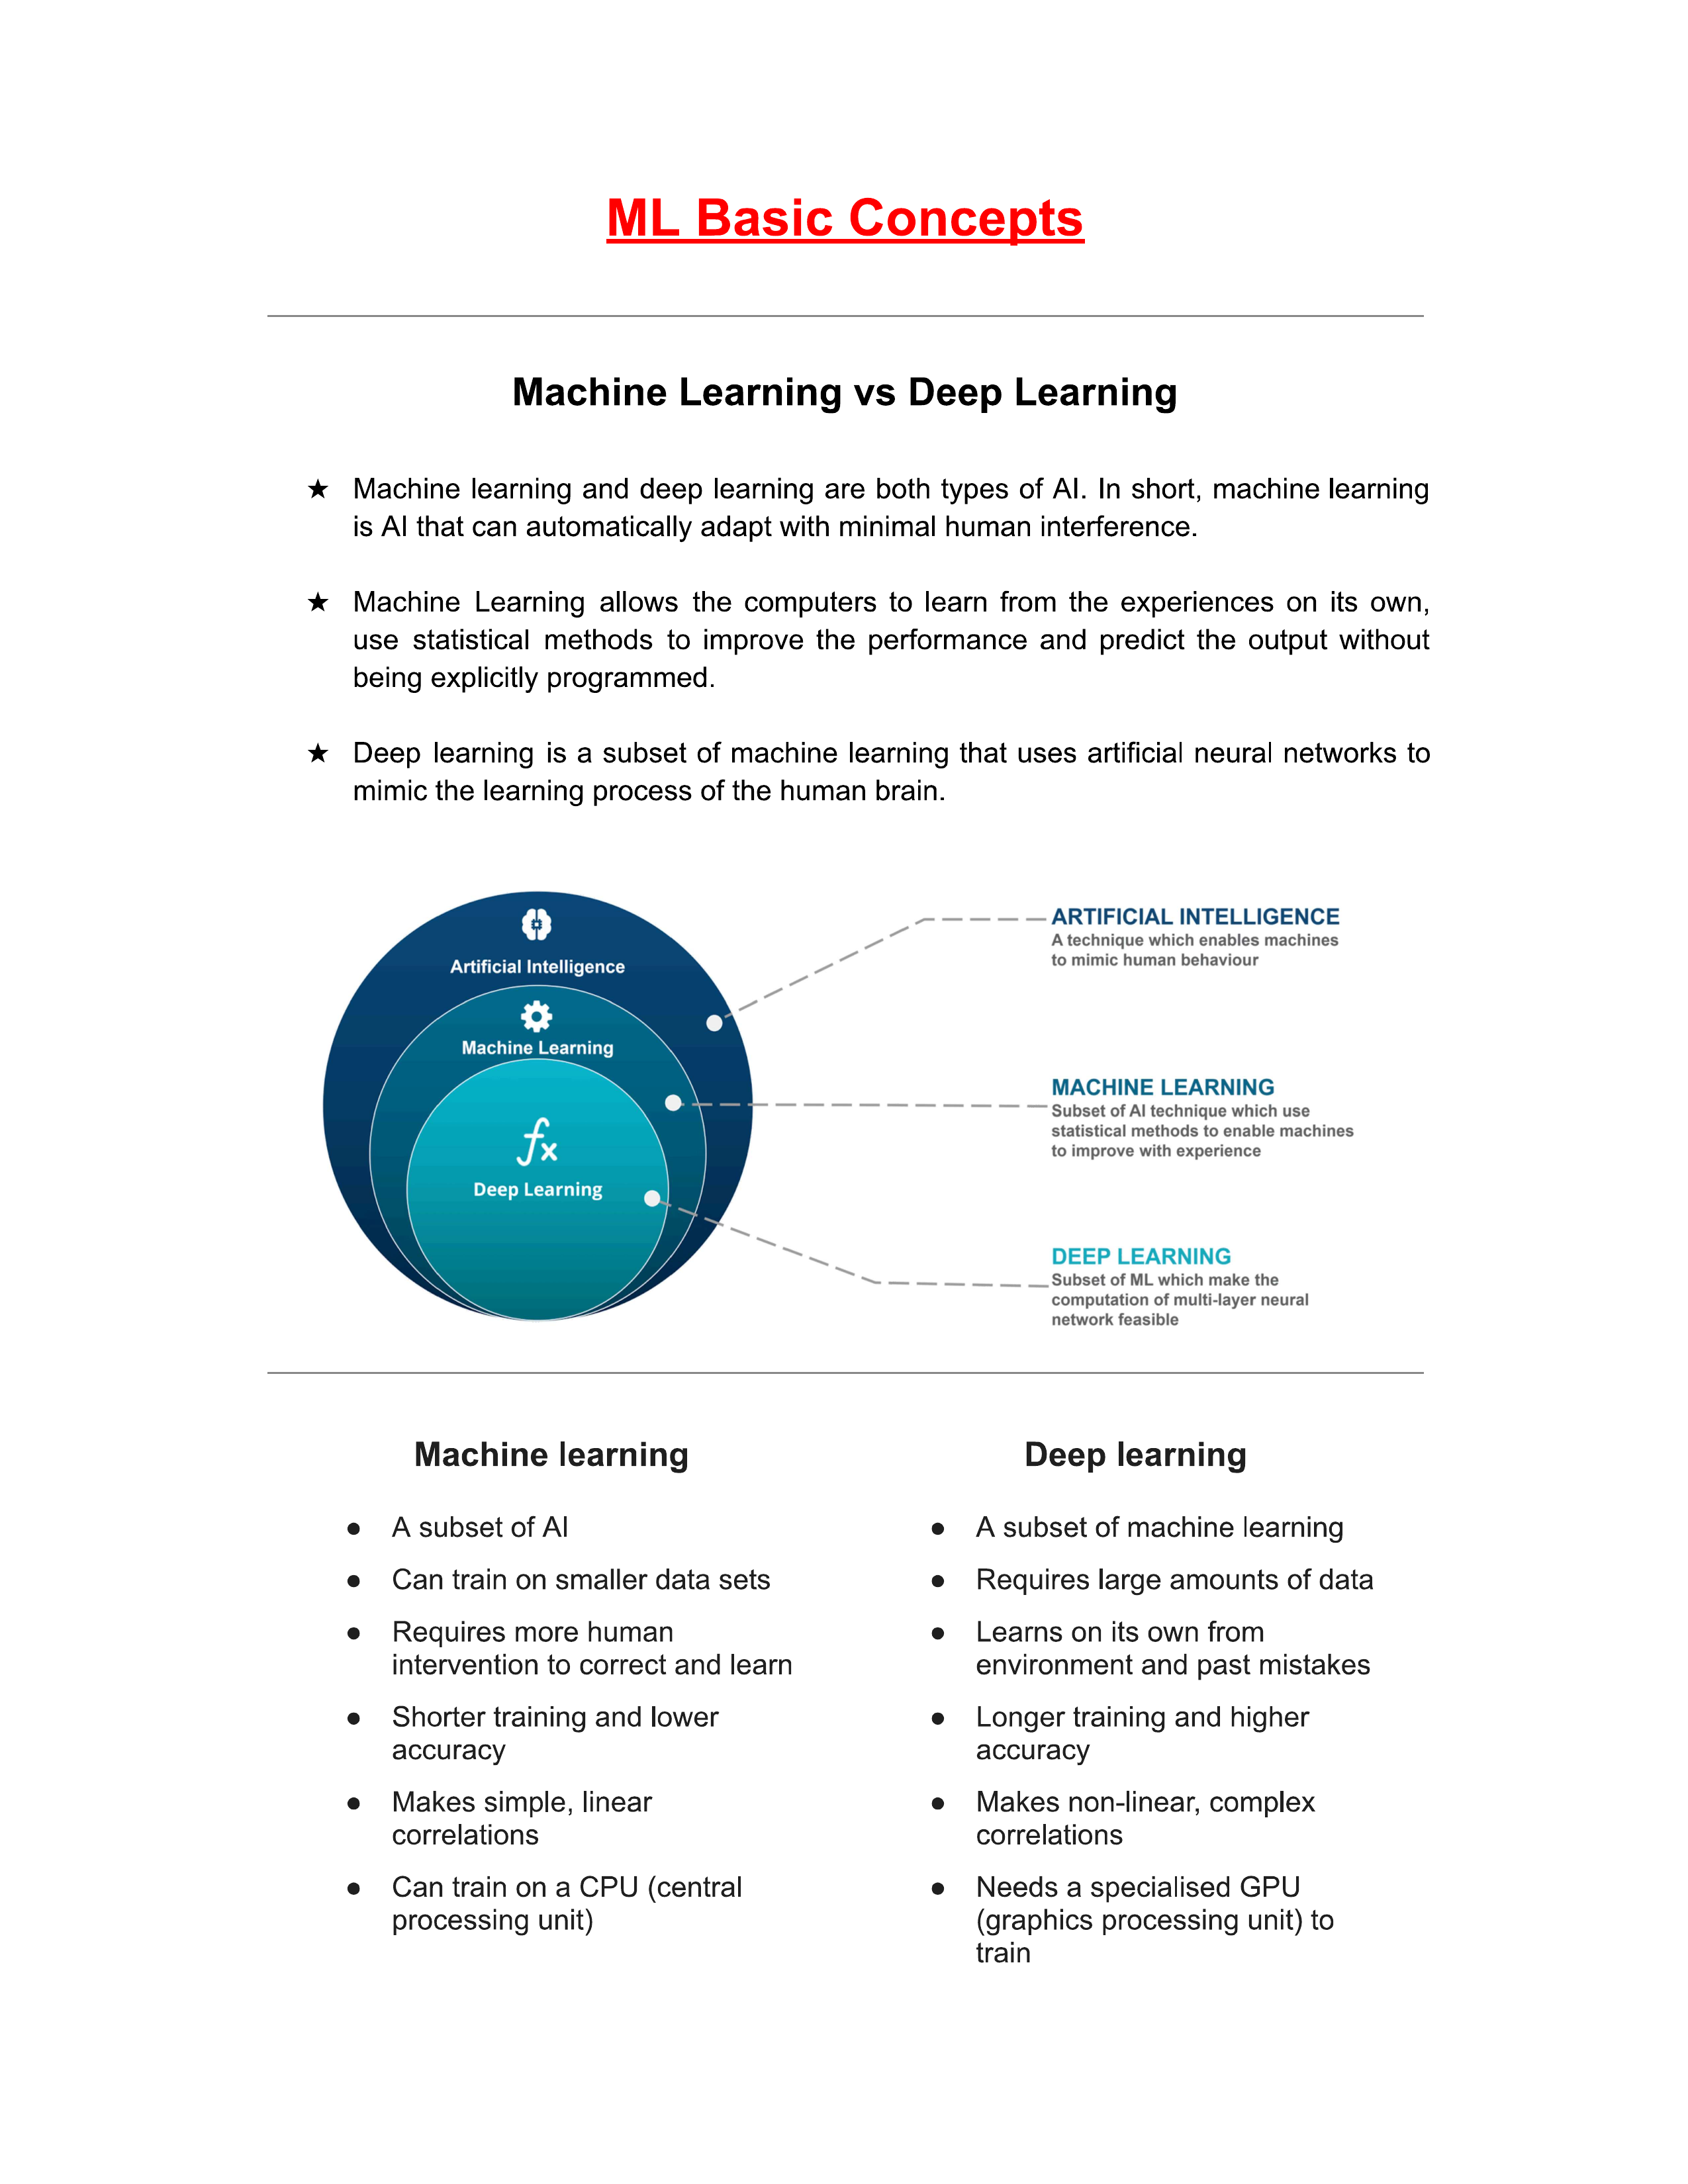 ML Basic Concepts
Machine Learning vs Deep Learning
★ Machine learning and deep learning are both types of AI. In short, machine learning
is AI that can automatically adapt with minimal human interference.
★ Machine Learning allows the computers to learn from the experiences on its own,
use statistical methods to improve the performance and predict the output without
being explicitly programmed.
★ Deep learning is a subset of machine learning that uses artificial neural networks to
mimic the learning process of the human brain.
Artificial Intelligence
Machine Learning
fx
Deep Learning
ARTIFICIAL INTELLIGENCE
A technique which enables machines
to mimic human behaviour
MACHINE LEARNING
Subset of AI technique which use
statistical methods to enable machines
to improve with experience
DEEP LEARNING
Subset of ML which make the
computation of multi-layer neural
network feasible
Machine learning
● A subset of AI
● Can train on smaller data sets
● Requires more human
intervention to correct and learn
● Shorter training and lower
accuracy
● Makes simple, linear
correlations
● Can train on a CPU (central
processing unit)
Deep learning
● A subset of machine learning
● Requires large amounts of data
● Learns on its own from
environment and past mistakes
● Longer training and higher
accuracy
● Makes non-linear, complex
correlations
● Needs a specialised GPU
(graphics processing unit) to
train